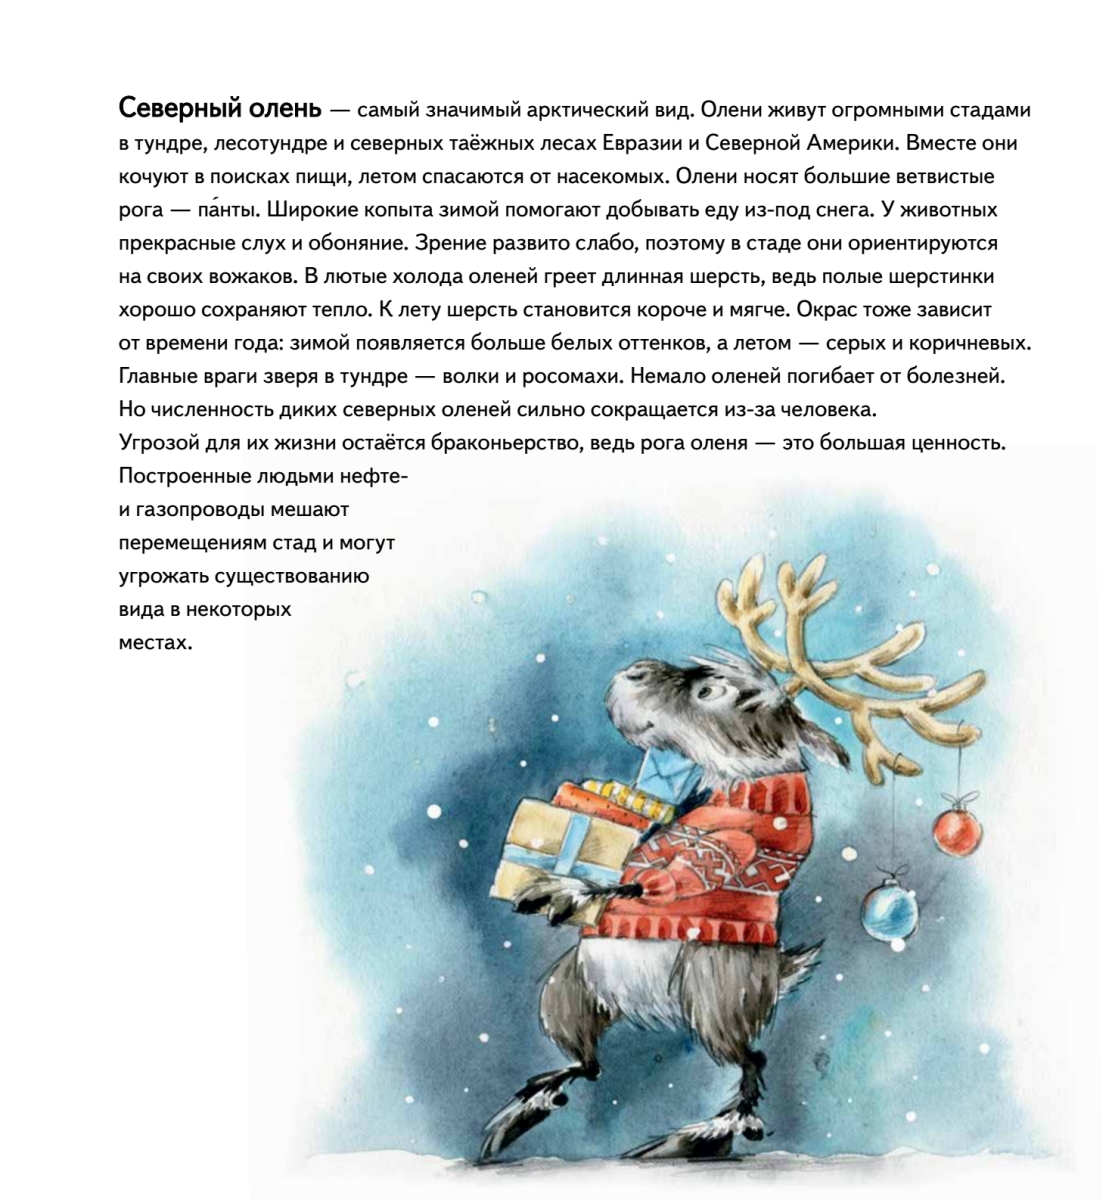 Северный олень — самый значимый арктический вид. Олени живут огромными стадами
в тундре, лесотундре и северных таёжных лесах Евразии и Северной Америки. Вместе они
кочуют в поисках пищи, летом спасаются от насекомых. Олени носят большие ветвистые
рога — па́нты. Широкие копыта зимой помогают добывать еду из-под снега. У животных
прекрасные слух и обоняние. Зрение развито слабо, поэтому в стаде они ориентируются
на своих вожаков. В лютые холода оленей греет длинная шерсть, ведь полые шерстинки
хорошо сохраняют тепло. К лету шерсть становится короче и мягче. Окрас тоже зависит
от времени года: зимой появляется больше белых оттенков, а летом — серых и коричневых.
Главные враги зверя в тундре — волки и росомахи. Немало оленей погибает от болезней.
Но численность диких северных оленей сильно сокращается из-за человека.
Угрозой для их жизни остаётся браконьерство, ведь рога оленя — это большая ценность.
Построенные людьми нефте-
и газопроводы мешают
перемещениям стад и могут
угрожать существованию
вида в некоторых
местах.